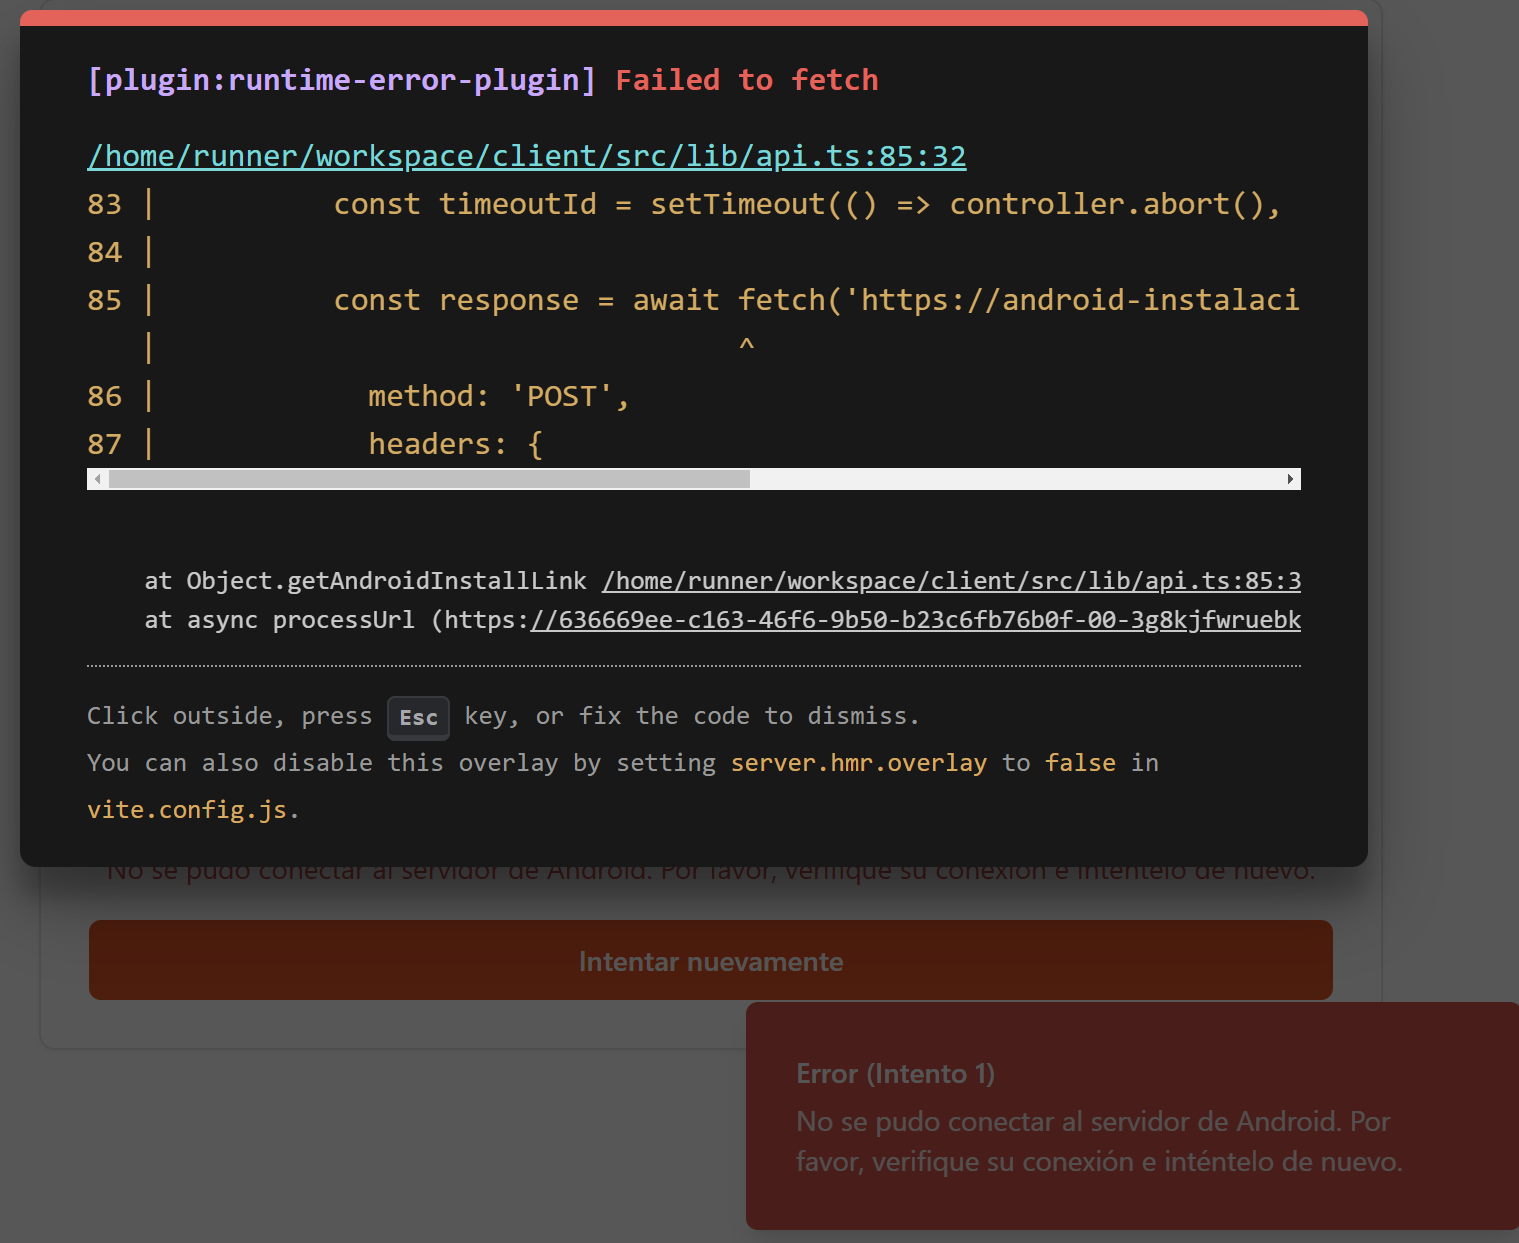 [plugin:runtime-error-plugin] Failed to fetch
/home/runner/workspace/client/src/lib/api.ts:85:32
83 |          const timeoutId = setTimeout(() => controller.abort(),
84 |
85 |          const response = await fetch('https://android-instalaci
|                                 ^
86 |            method: 'POST',
87 |            headers: {
at Object.getAndroidInstallLink /home/runner/workspace/client/src/lib/api.ts:85:3
at async processUrl (https://636669ee-c163-46f6-9b50-b23c6fb76b0f-00-3g8kjfwruebk
Click outside, press Esc key, or fix the code to dismiss.
You can also disable this overlay by setting server.hmr.overlay to false in
vite.config.js.
No se pudo conectar al servidor de Android. Por favor, verifique su conexión e inténtelo de nuevo.
Intentar nuevamente
Error (Intento 1)
No se pudo conectar al servidor de Android. Por
favor, verifique su conexión e inténtelo de nuevo.